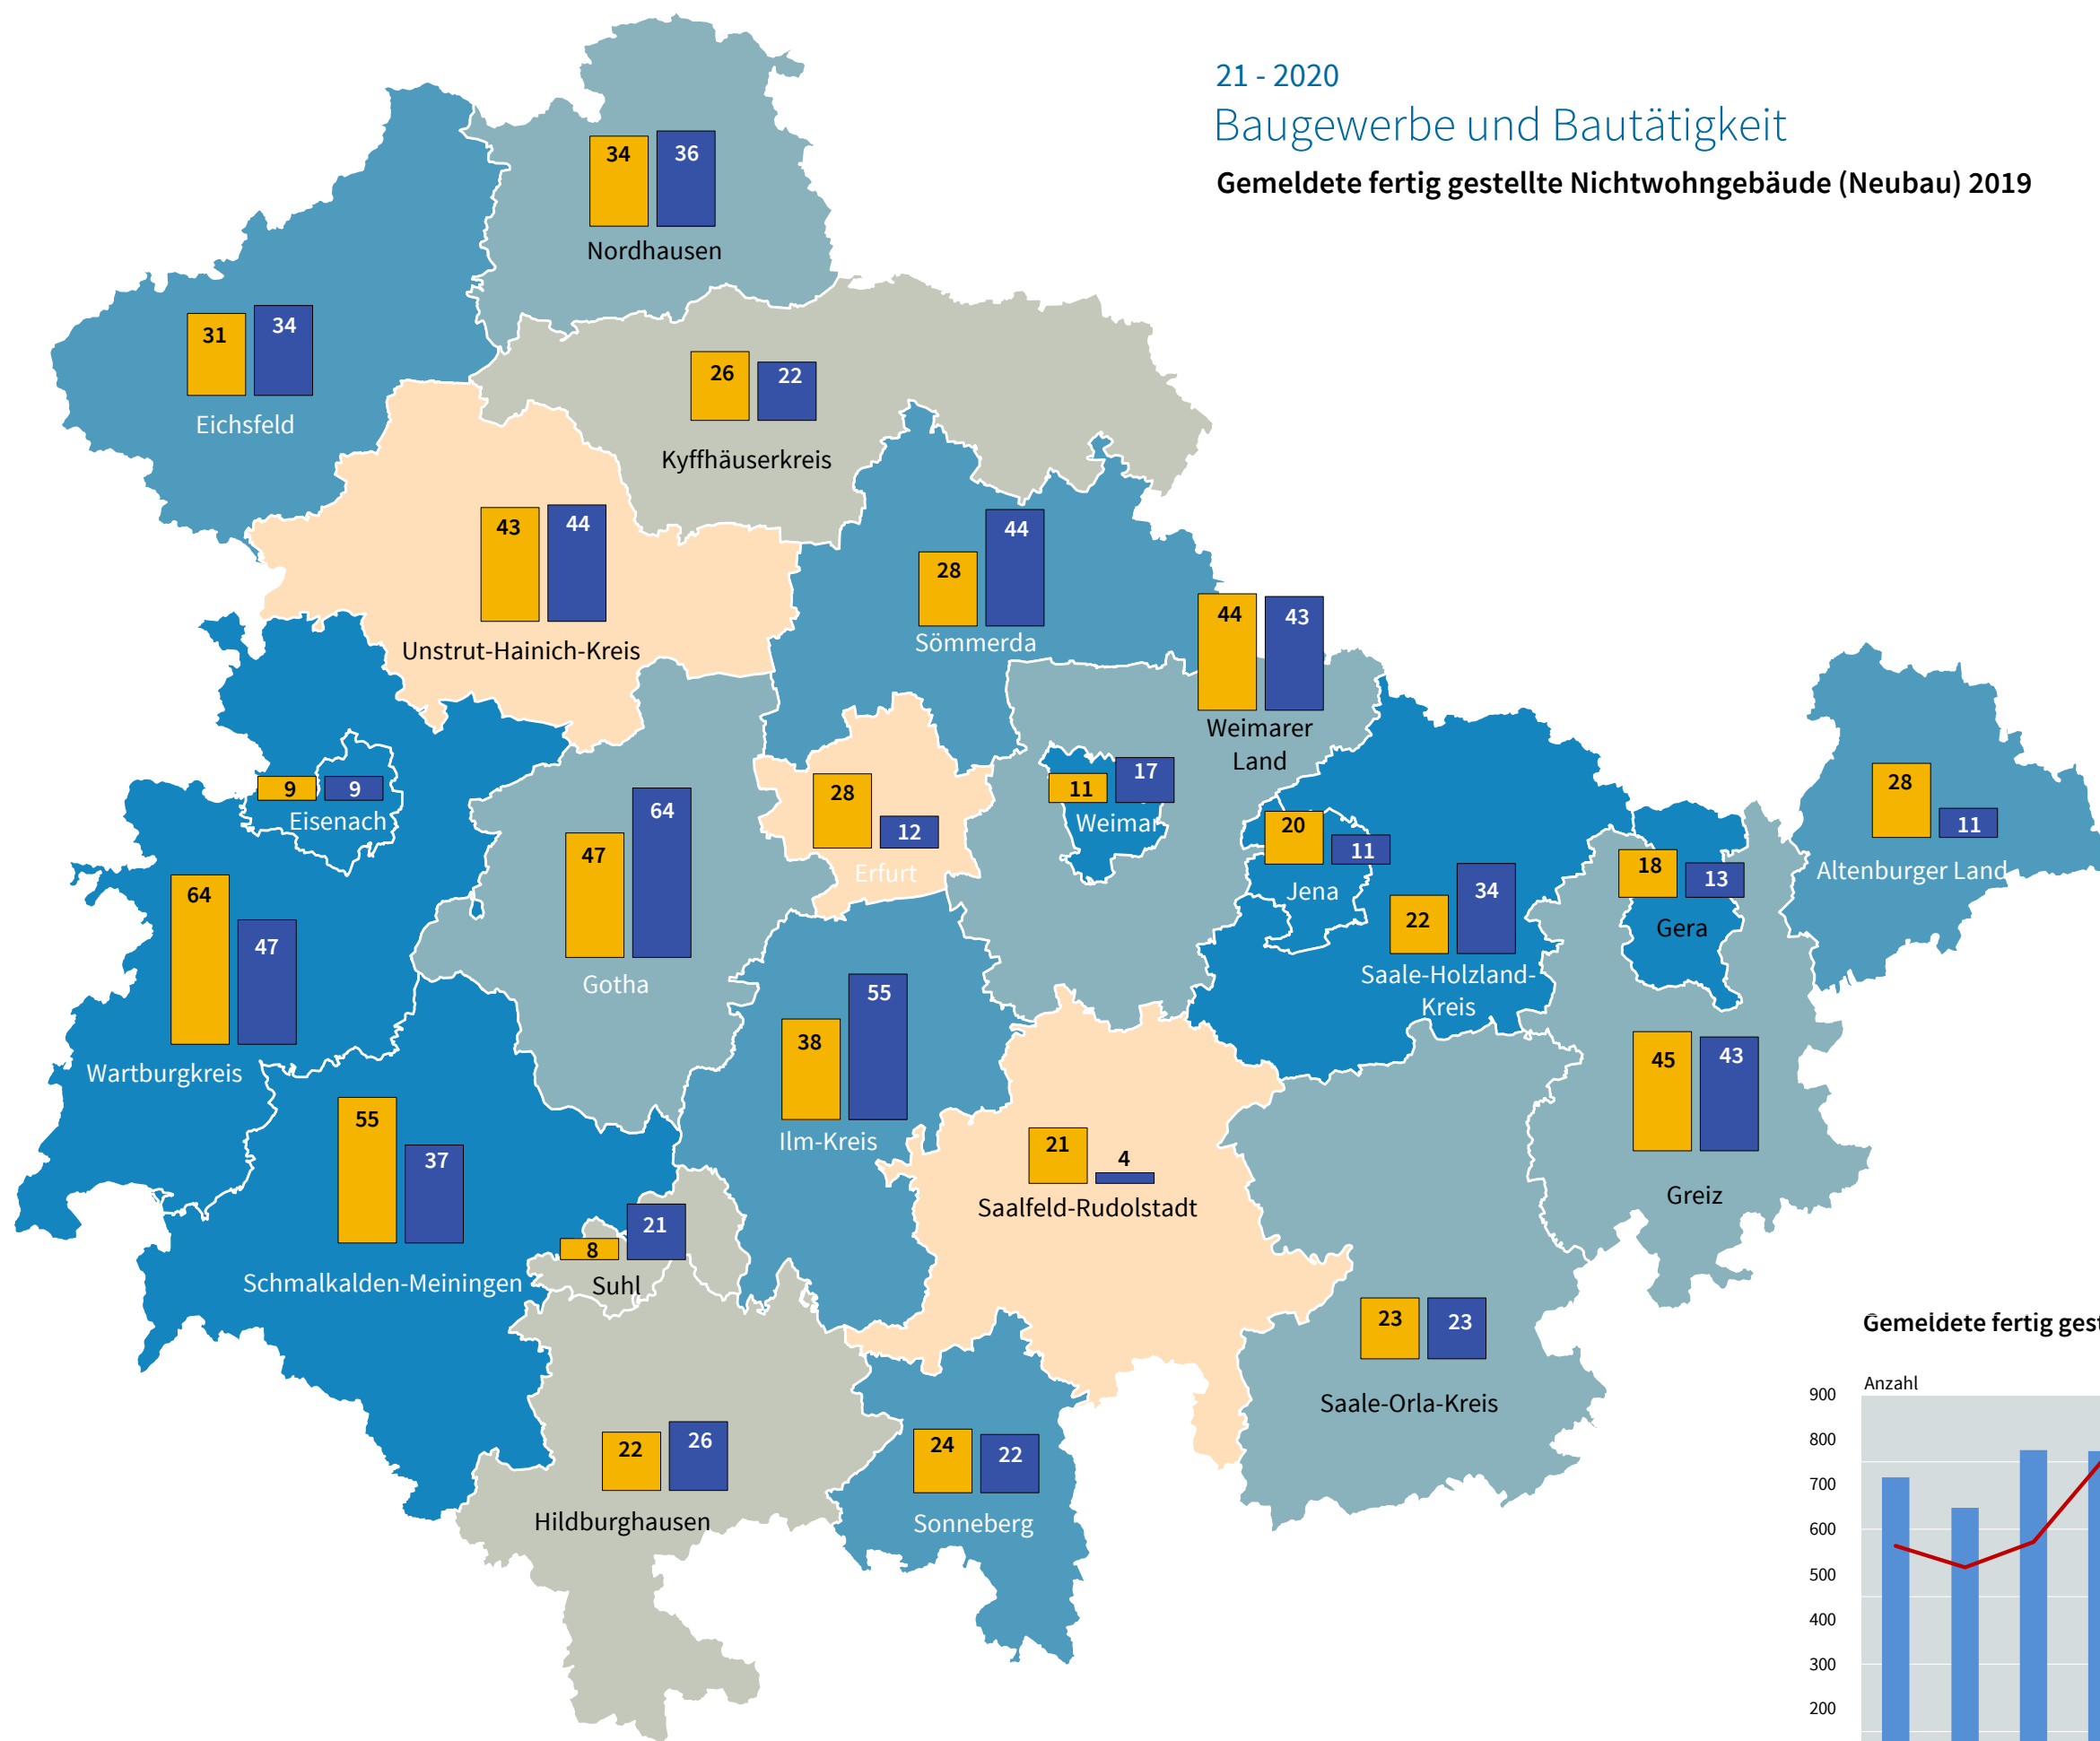 21 - 2020
Baugewerbe und Bautätigkeit
Gemeldete fertig gestellte Nichtwohngebäude (Neubau) 2019
34 36
Nordhausen
31 34
Eichsfeld
26 22
Kyffhäuserkreis
43 44
Unstrut-Hainich-Kreis
28 44
Sömmerda
44 43
Weimarer
Land
9 9
Eisenach
47 64
Gotha
28 12
Erfurt
11 17
Weimar
20 11
Jena
22 34
Saale-Holzland-
Kreis
18 13
Gera
28 11
Altenburger Land
64 47
Wartburgkreis
38 55
Ilm-Kreis
45 43
Greiz
55 37
Schmalkalden-Meiningen
8 21
Suhl
21 4
Saalfeld-Rudolstadt
23 23
Saale-Orla-Kreis
22 26
Hildburghausen
24 22
Sonneberg
Gemeldete fertig
Anzahl
900
800
700
600
500
400
300
200